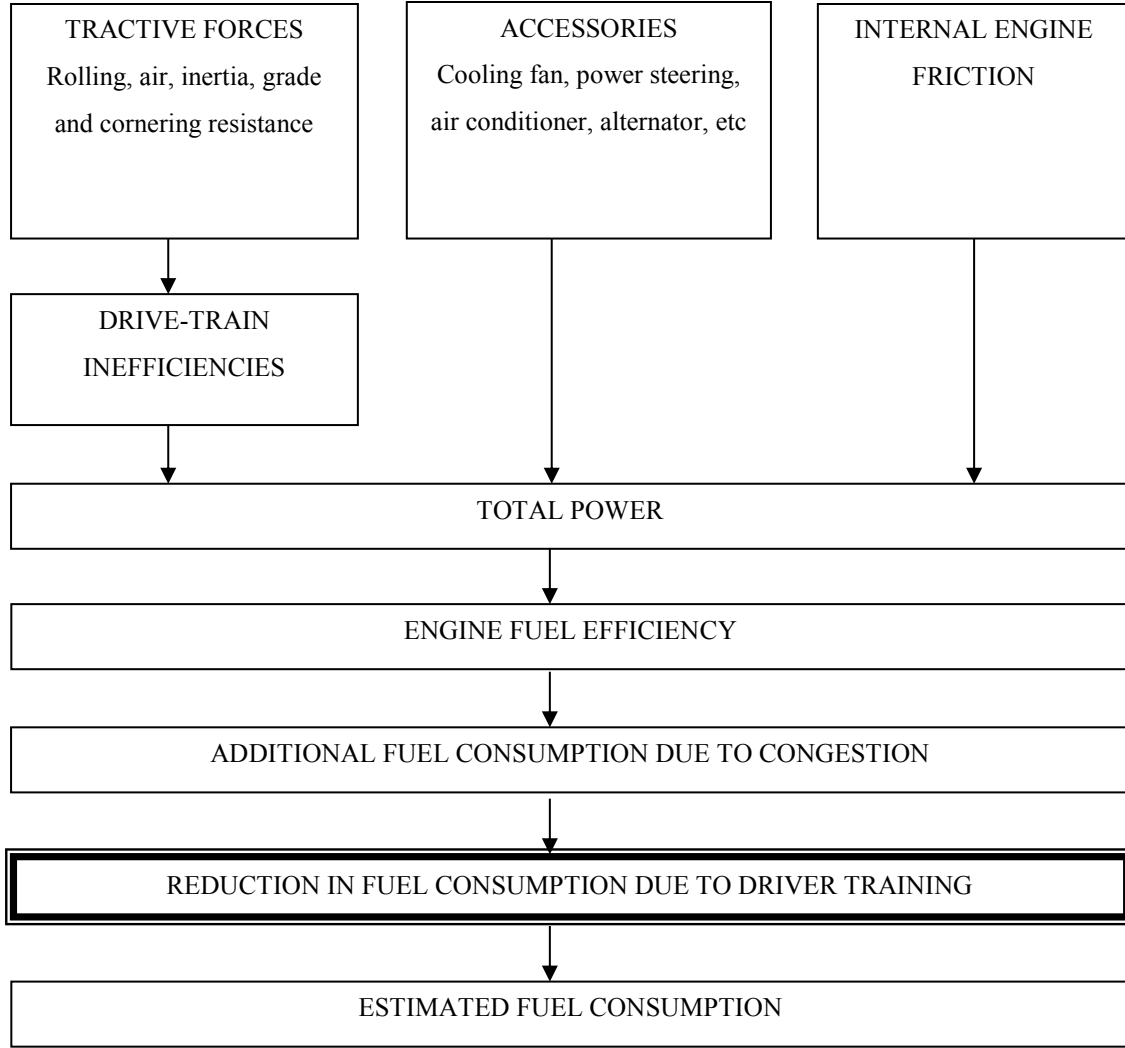 TRACTIVE FORCES
Rolling, air, inertia, grade
and cornering resistance
ACCESSORIES
Cooling fan, power steering,
air conditioner, alternator, etc
INTERNAL ENGINE
FRICTION
DRIVE-TRAIN
INEFFICIENCIES
TOTAL POWER
ENGINE FUEL EFFICIENCY
ADDITIONAL FUEL CONSUMPTION DUE TO CONGESTION
REDUCTION IN FUEL CONSUMPTION DUE TO DRIVER TRAINING
ESTIMATED FUEL CONSUMPTION